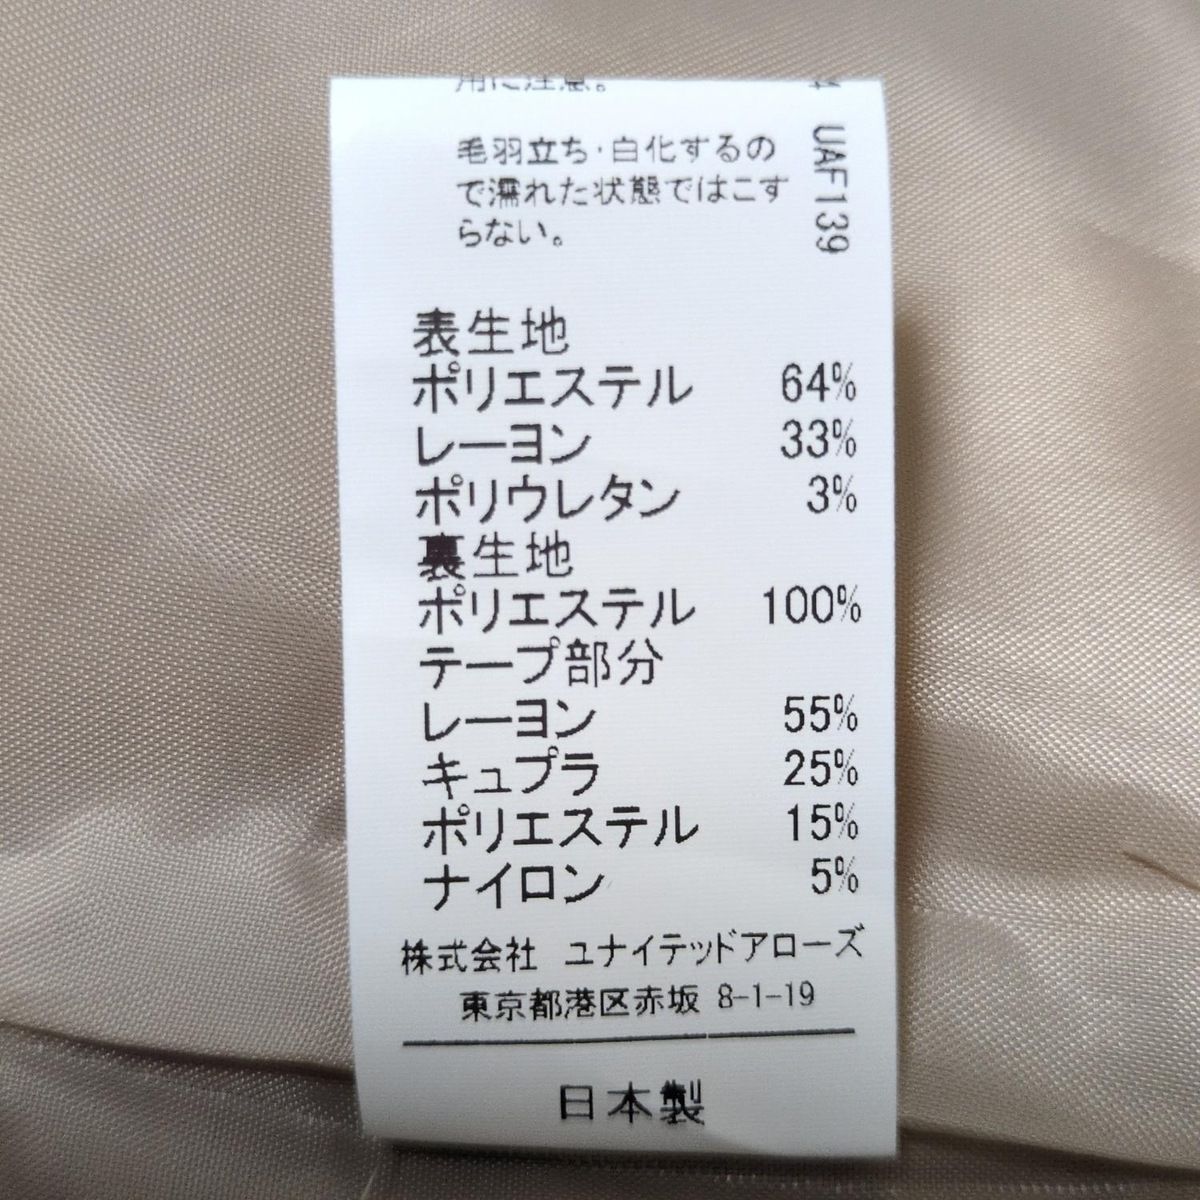 用に注意。
毛羽立ち・白化するの
で濡れた状態ではこす
らない。
4 UAF139
表生地
ポリエステル 64%
レーヨン 33%
ポリウレタン 3%
裏生地
ポリエステル 100%
テープ部分
レーヨン 55%
キュプラ 25%
ポリエステル 15%
ナイロン 5%
株式会社 ユナイテッドアローズ
東京都港区赤坂 8-1-19
日本製